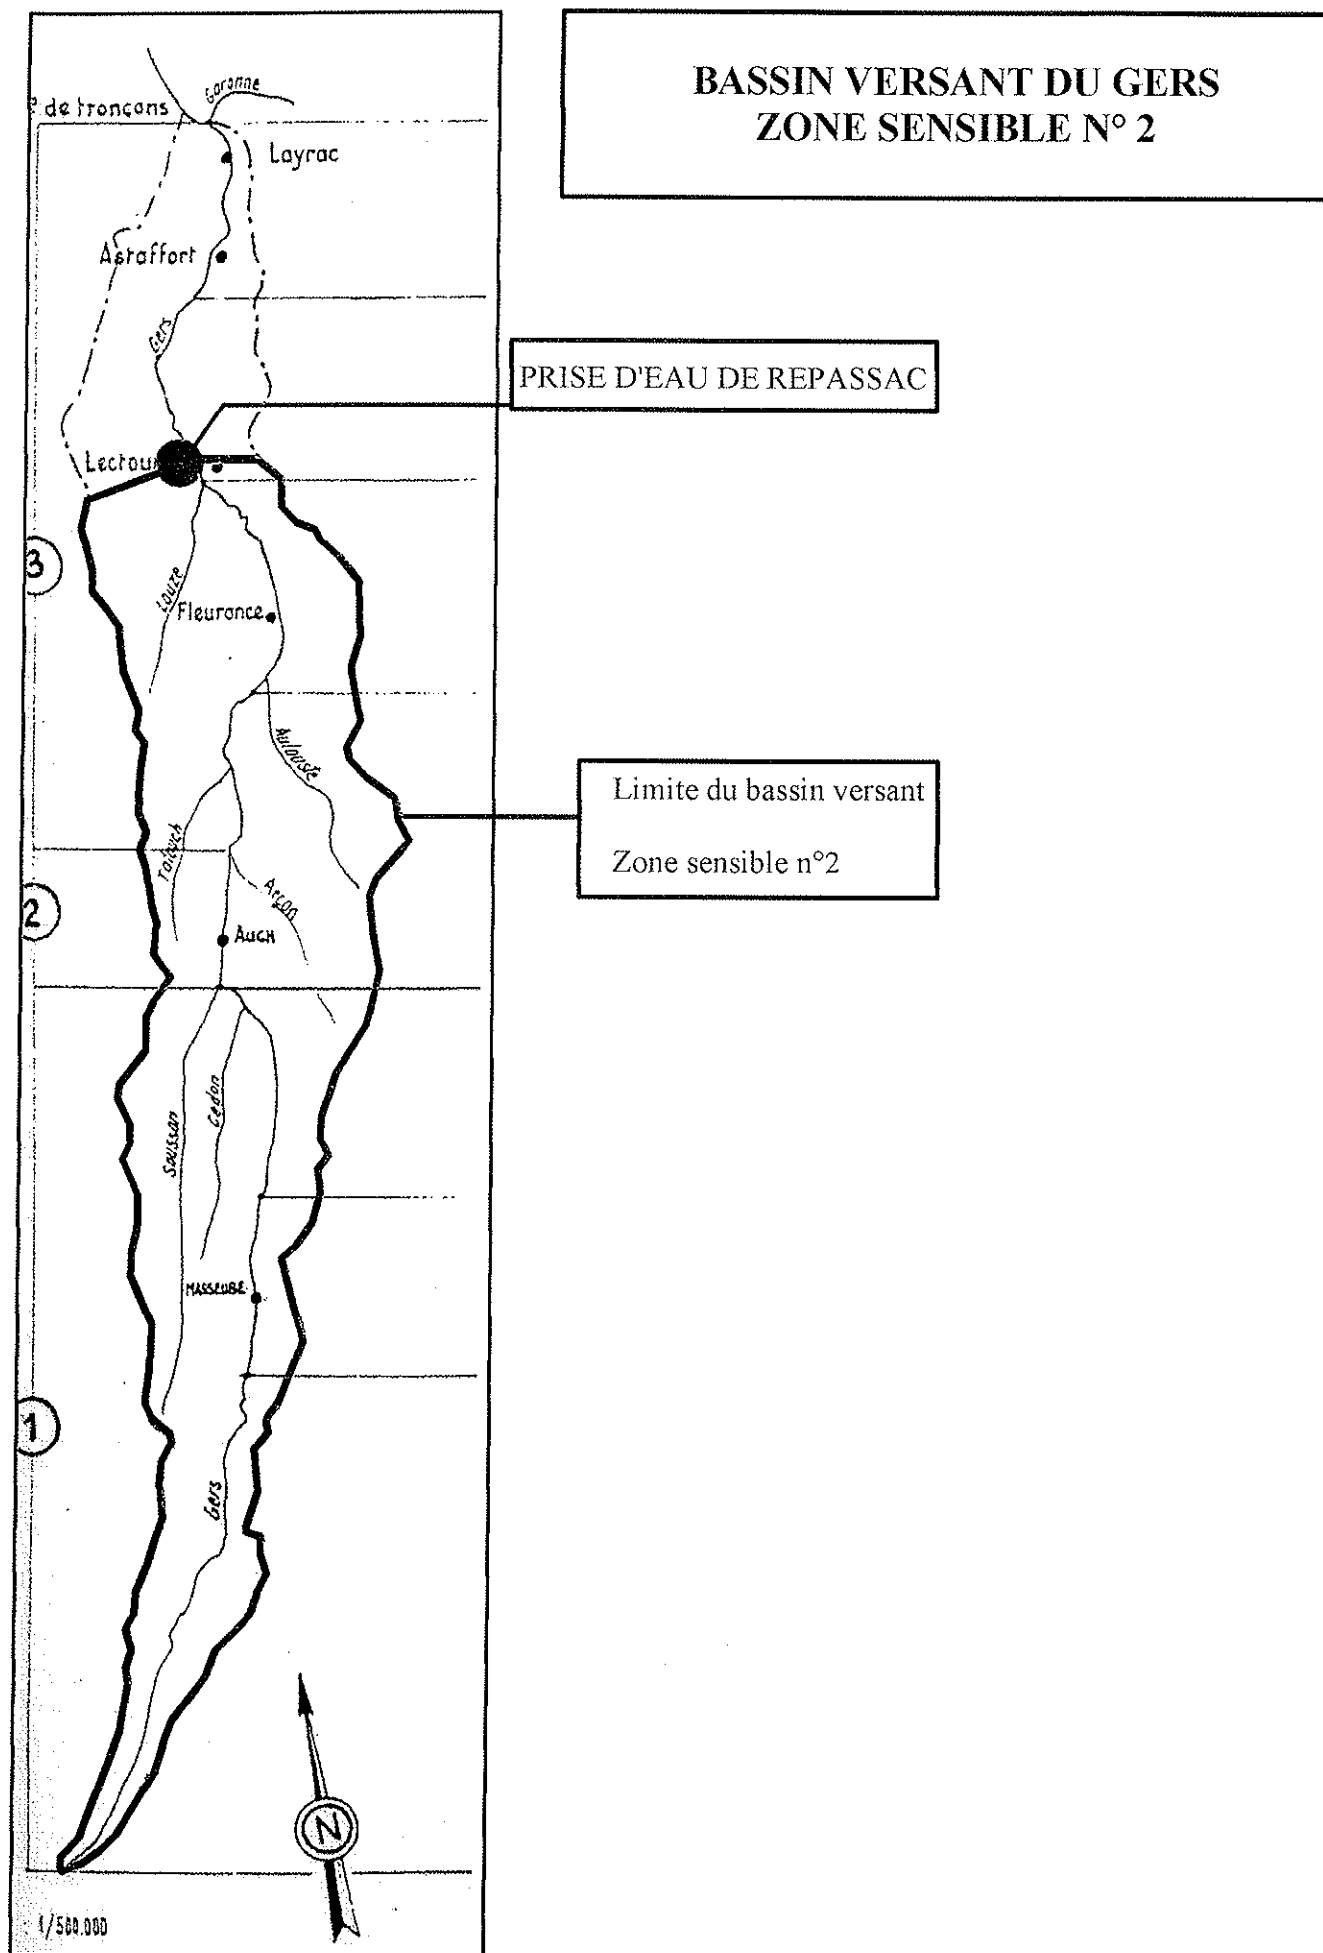 BASSIN VERSANT DU GERS
ZONE SENSIBLE N° 2
Garonne
de tronçons
Layrac
Astaffort
Gers
PRISE D'EAU DE REPASSAC
Lectour
3
Lauze
Fleurance
Aulouste
Limite du bassin versant
Zone sensible n°2
Talouch
Arçon
2
AUCH
Cedon
Soussan
MASSEUBE
1
Gers
N
1/500.000